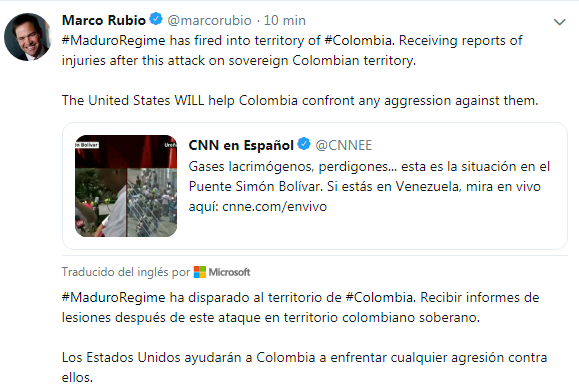 Marco Rubio @marcorubio · 10 min
#MaduroRegime has fired into territory of #Colombia. Receiving reports of
injuries after this attack on sovereign Colombian territory.
The United States WILL help Colombia confront any aggression against them.
CNN en Español @CNNEE
Gases lacrimógenos, perdigones... esta es la situación en el
Puente Simón Bolívar. Si estás en Venezuela, mira en vivo
aquí: cnne.com/envivo
Traducido del inglés por Microsoft
#MaduroRegime ha disparado al territorio de #Colombia. Recibir informes de
lesiones después de este ataque en territorio colombiano soberano.
Los Estados Unidos ayudarán a Colombia a enfrentar cualquier agresión contra
ellos.